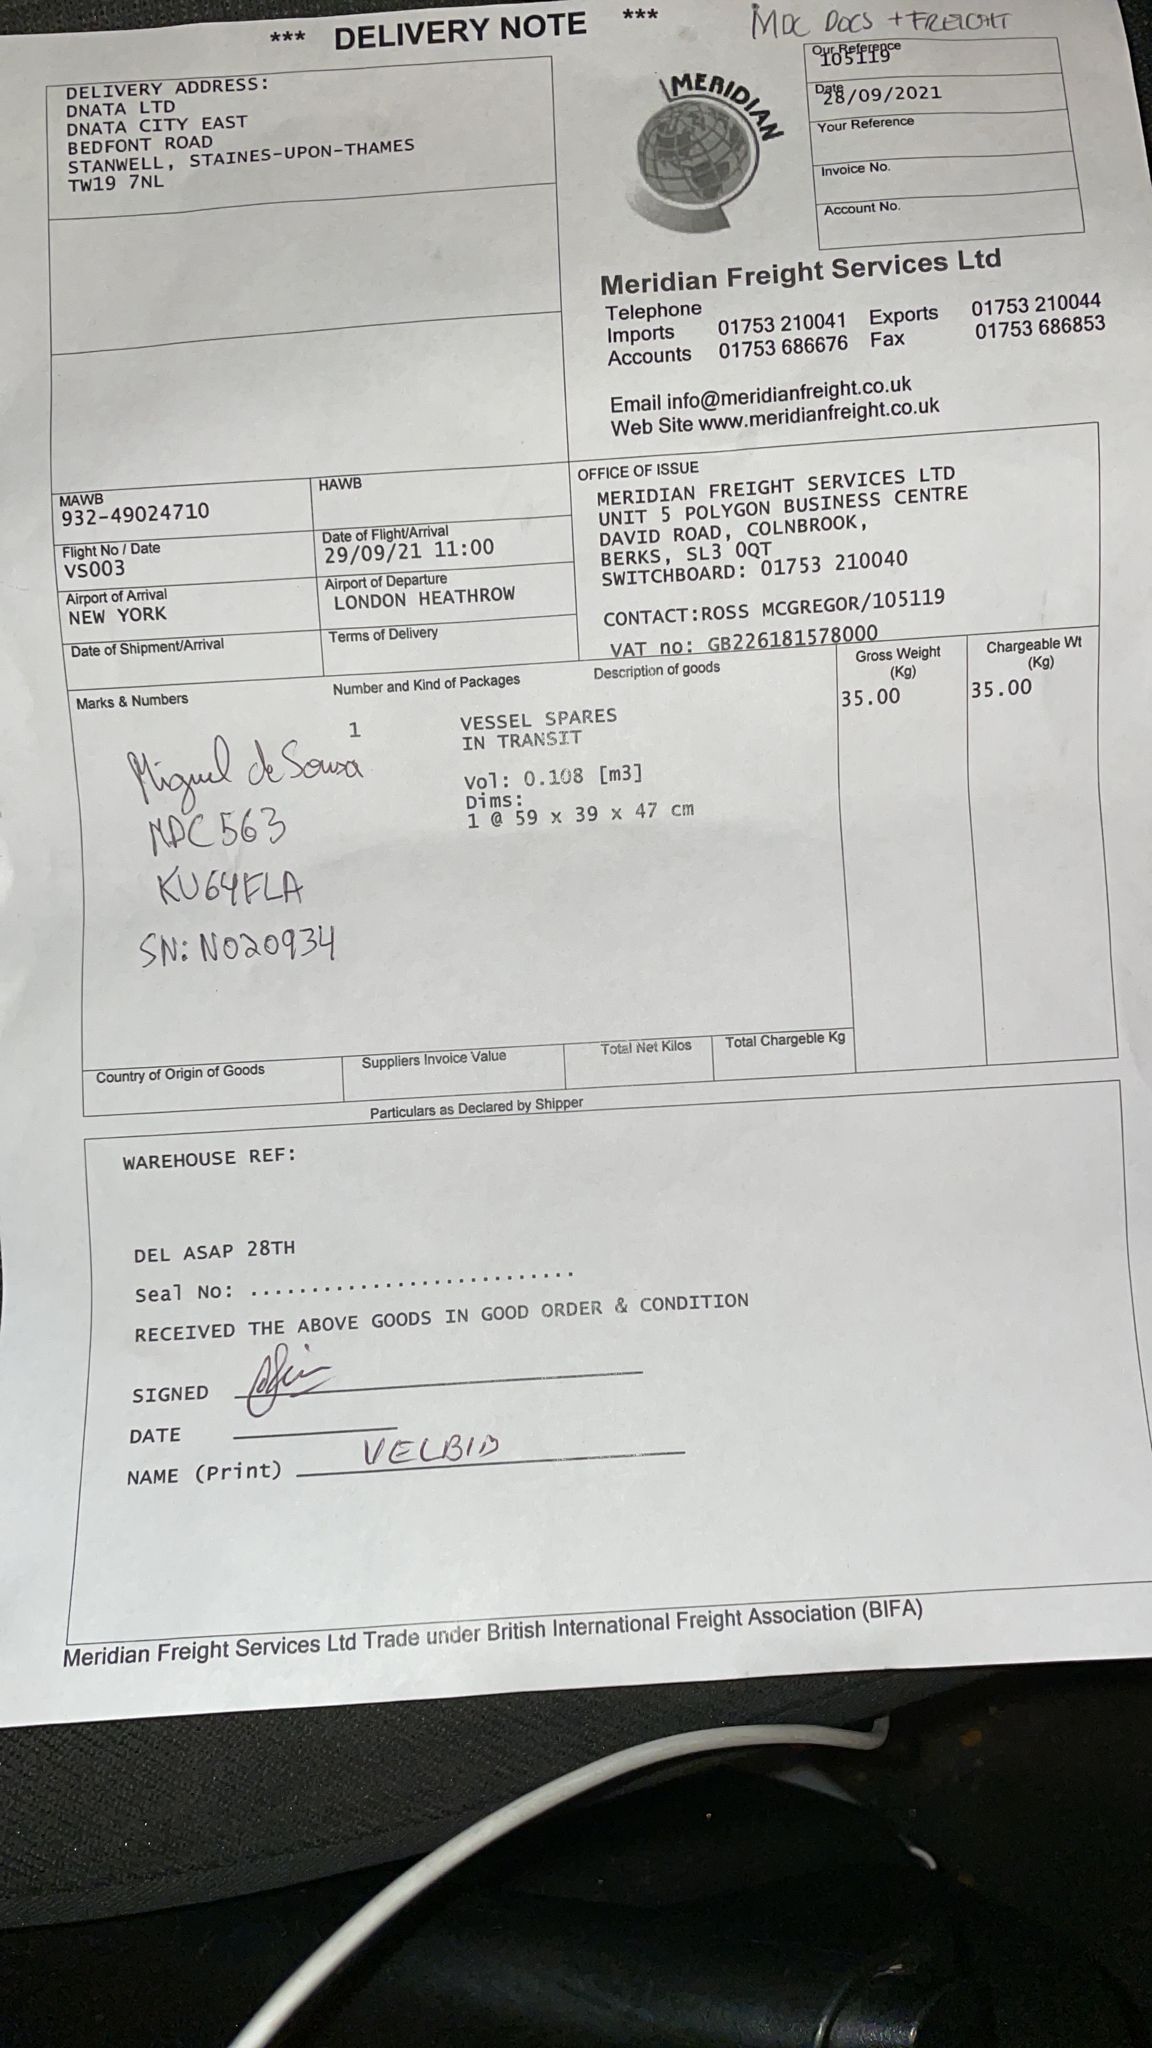 *** DELIVERY NOTE ***
MDC DOCS + FREIGHT
DELIVERY ADDRESS:
DNATA LTD
DNATA CITY EAST
BEDFONT ROAD
STANWELL, STAINES-UPON-THAMES
TW19 7NL
MERIDIAN
Our Reference
105119
Date
28/09/2021
Your Reference
Invoice No.
Account No.
Meridian Freight Services Ltd
Telephone
Imports 01753 210041 Exports 01753 210044
Accounts 01753 686676 Fax 01753 686853
Email info@meridianfreight.co.uk
Web Site www.meridianfreight.co.uk
MAWB
932-49024710
HAWB
Flight No / Date
VS003
Date of Flight/Arrival
29/09/21 11:00
Airport of Arrival
NEW YORK
Airport of Departure
LONDON HEATHROW
Date of Shipment/Arrival
Terms of Delivery
OFFICE OF ISSUE
MERIDIAN FREIGHT SERVICES LTD
UNIT 5 POLYGON BUSINESS CENTRE
DAVID ROAD, COLNBROOK,
BERKS, SL3 0QT
SWITCHBOARD: 01753 210040
CONTACT:ROSS MCGREGOR/105119
VAT no: GB226181578000
Marks & Numbers
Number and Kind of Packages
Description of goods
Gross Weight
(Kg)
Chargeable Wt
(Kg)
1
VESSEL SPARES
IN TRANSIT
35.00
35.00
Vol: 0.108 [m3]
Dims:
1 @ 59 x 39 x 47 cm
Miguel de Sousa
MDC563
KU64FLA
SN: NO20934
Country of Origin of Goods
Suppliers Invoice Value
Total Net Kilos
Total Chargeble Kg
Particulars as Declared by Shipper
WAREHOUSE REF:
DEL ASAP 28TH
Seal No: ...........................
RECEIVED THE ABOVE GOODS IN GOOD ORDER & CONDITION
SIGNED
DATE
NAME (Print) VELBID
Meridian Freight Services Ltd Trade under British International Freight Association (BIFA)